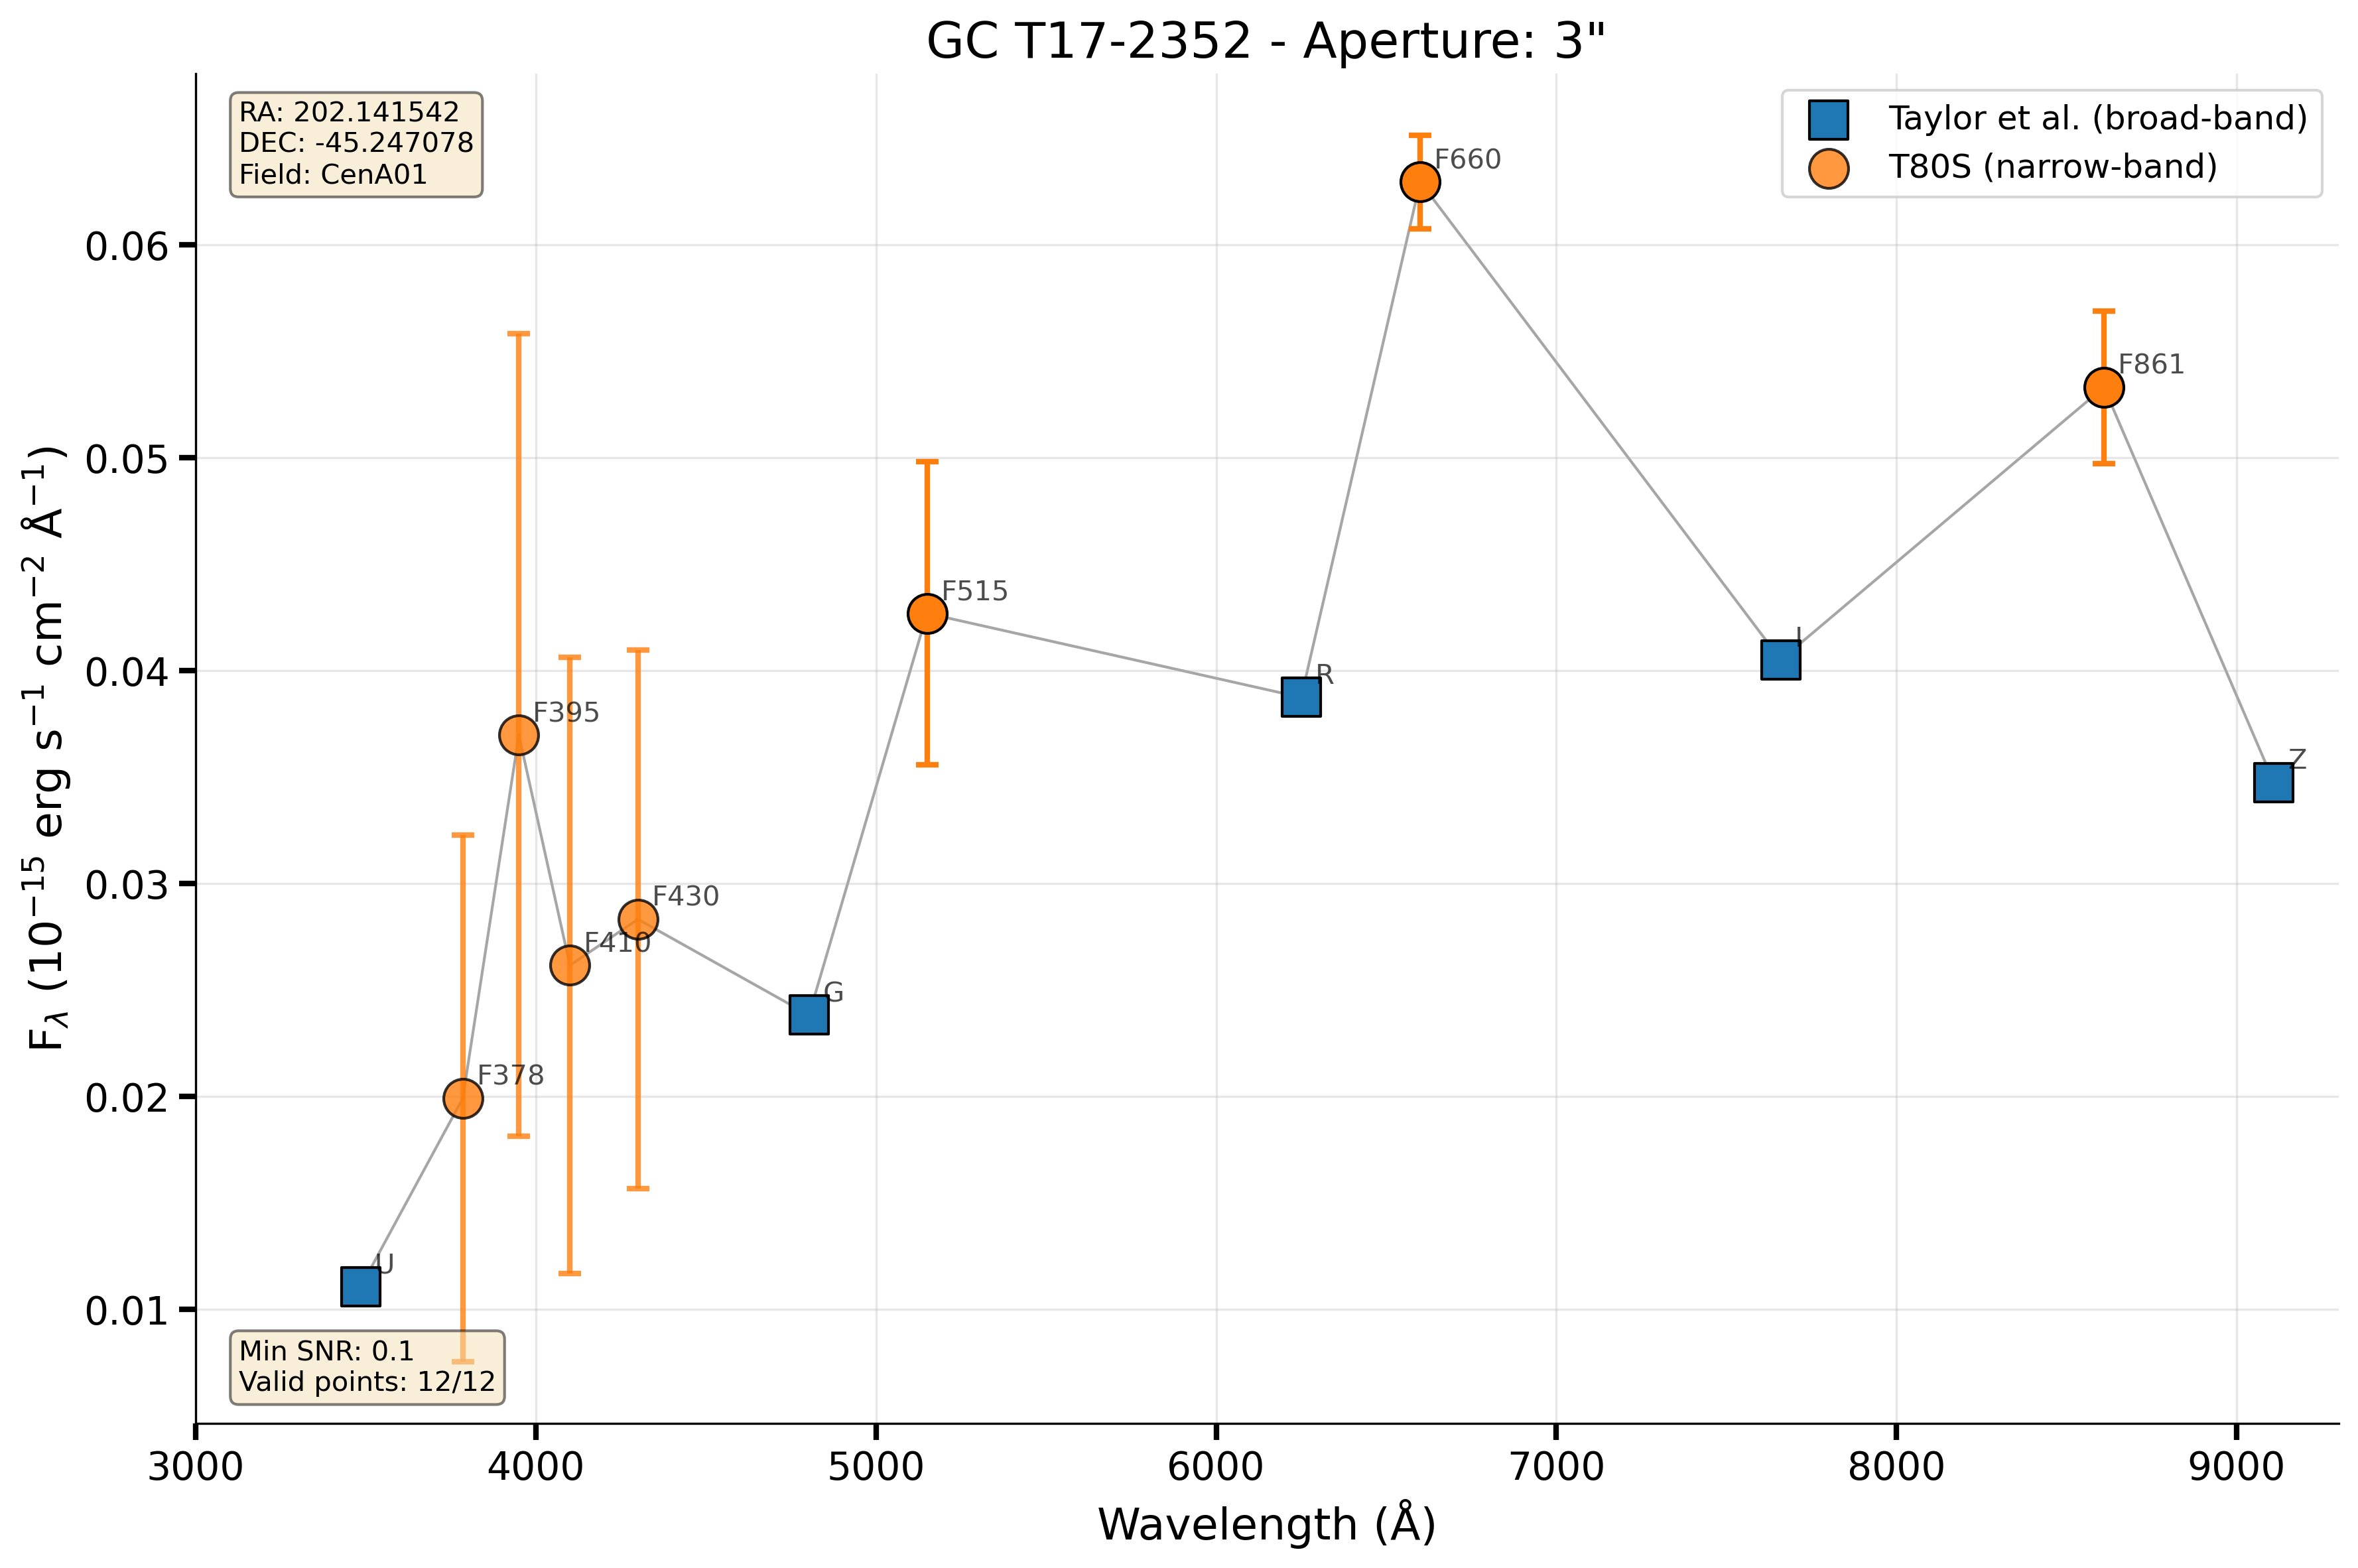 GC T17-2352 - Aperture: 3"
RA: 202.141542
DEC: -45.247078
Field: CenA01
Taylor et al. (broad-band)
T80S (narrow-band)
F660
F861
F515
I
R
F395
Z
F430
F410
G
F378
U
Min SNR: 0.1
Valid points: 12/12
0.06
0.05
0.04
0.03
0.02
0.01
F_λ (10⁻¹⁵ erg s⁻¹ cm⁻² Å⁻¹)
3000 4000 5000 6000 7000 8000 9000
Wavelength (Å)